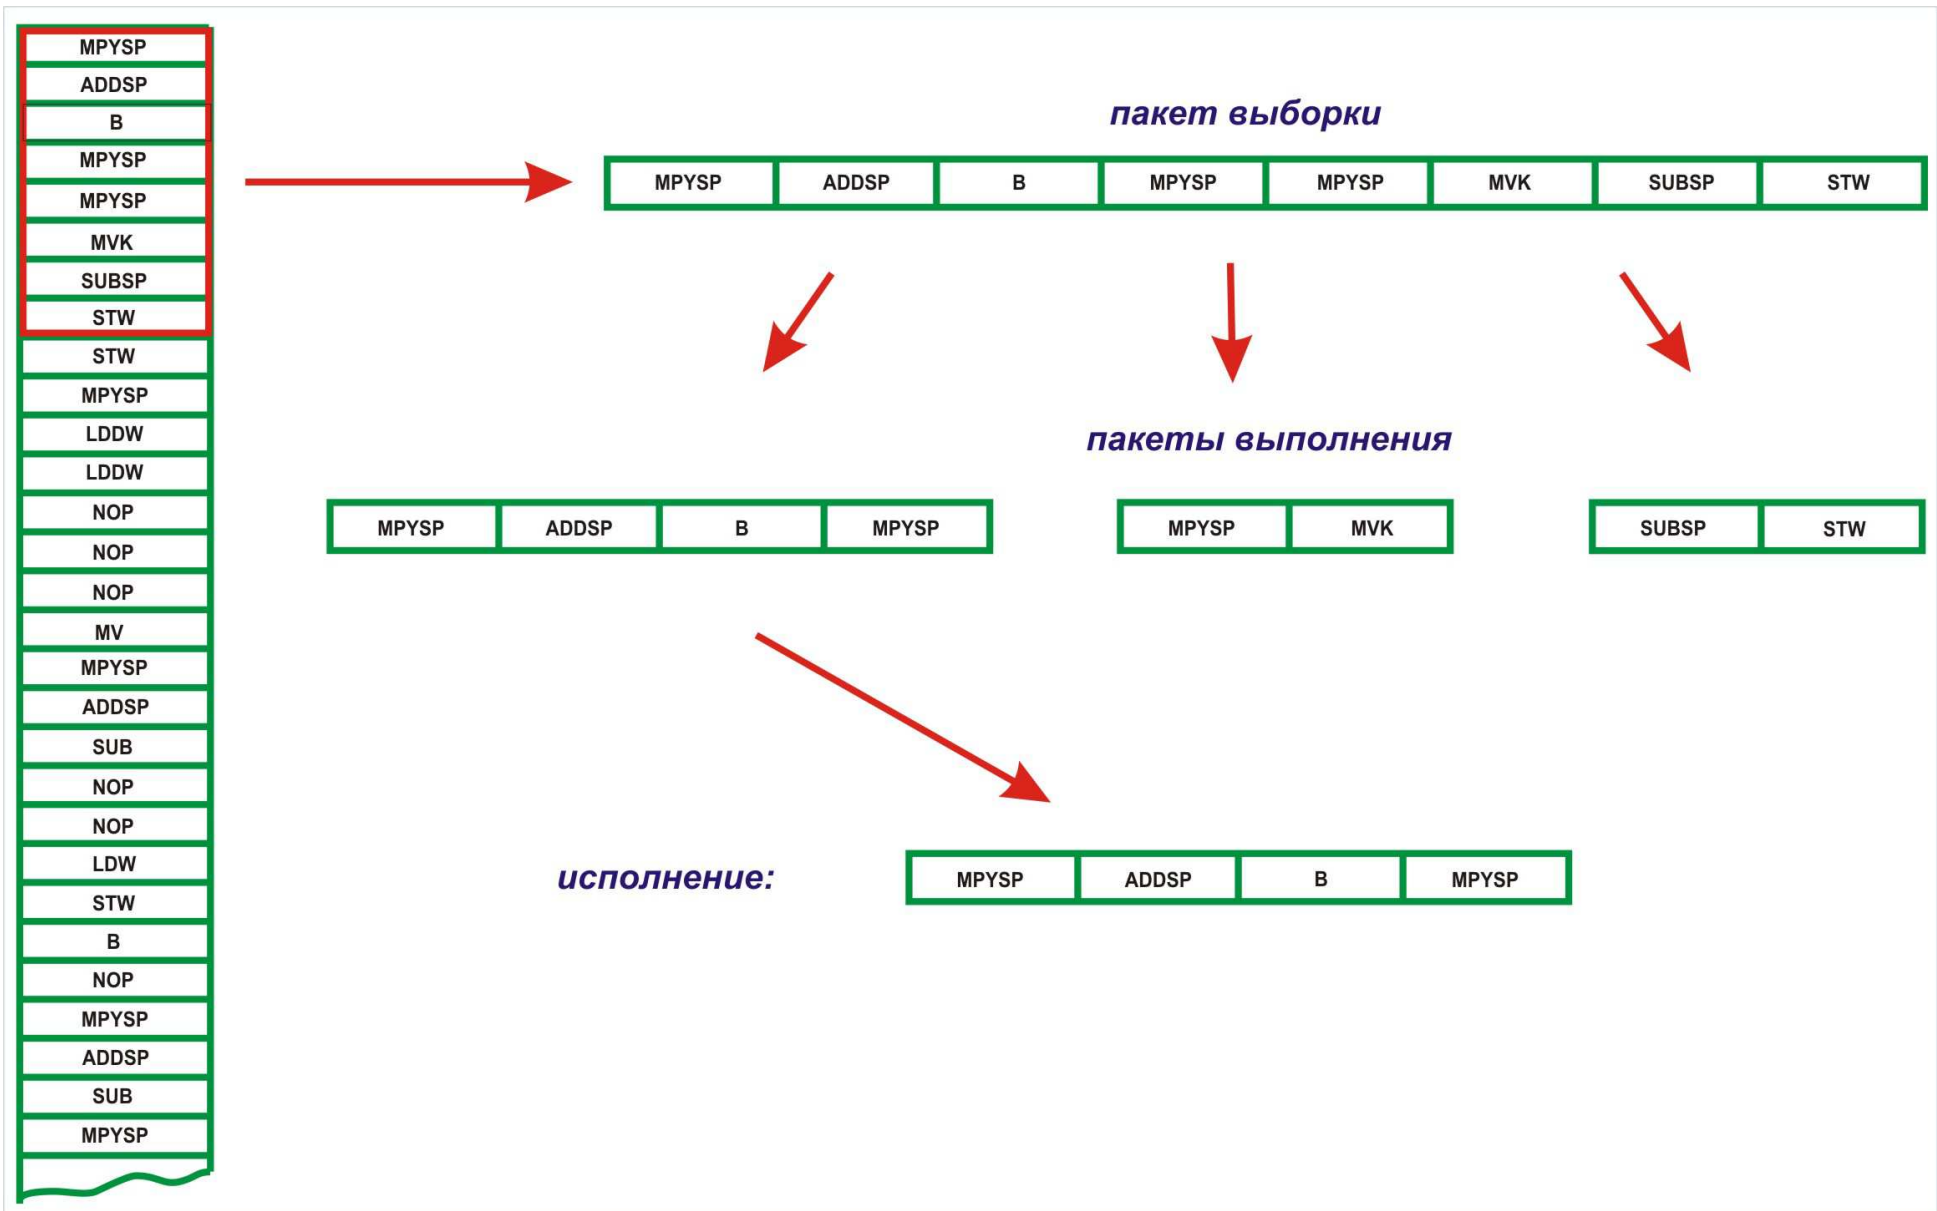 MPYSP
ADDSP
B
MPYSP
MPYSP
MVK
SUBSP
STW
STW
MPYSP
LDDW
LDDW
NOP
NOP
NOP
MV
MPYSP
ADDSP
SUB
NOP
NOP
LDW
STW
B
NOP
MPYSP
ADDSP
SUB
MPYSP
пакет выборки
MPYSP ADDSP B MPYSP MPYSP MVK SUBSP STW
пакеты выполнения
MPYSP ADDSP B MPYSP
MPYSP MVK
SUBSP STW
исполнение:
MPYSP ADDSP B MPYSP